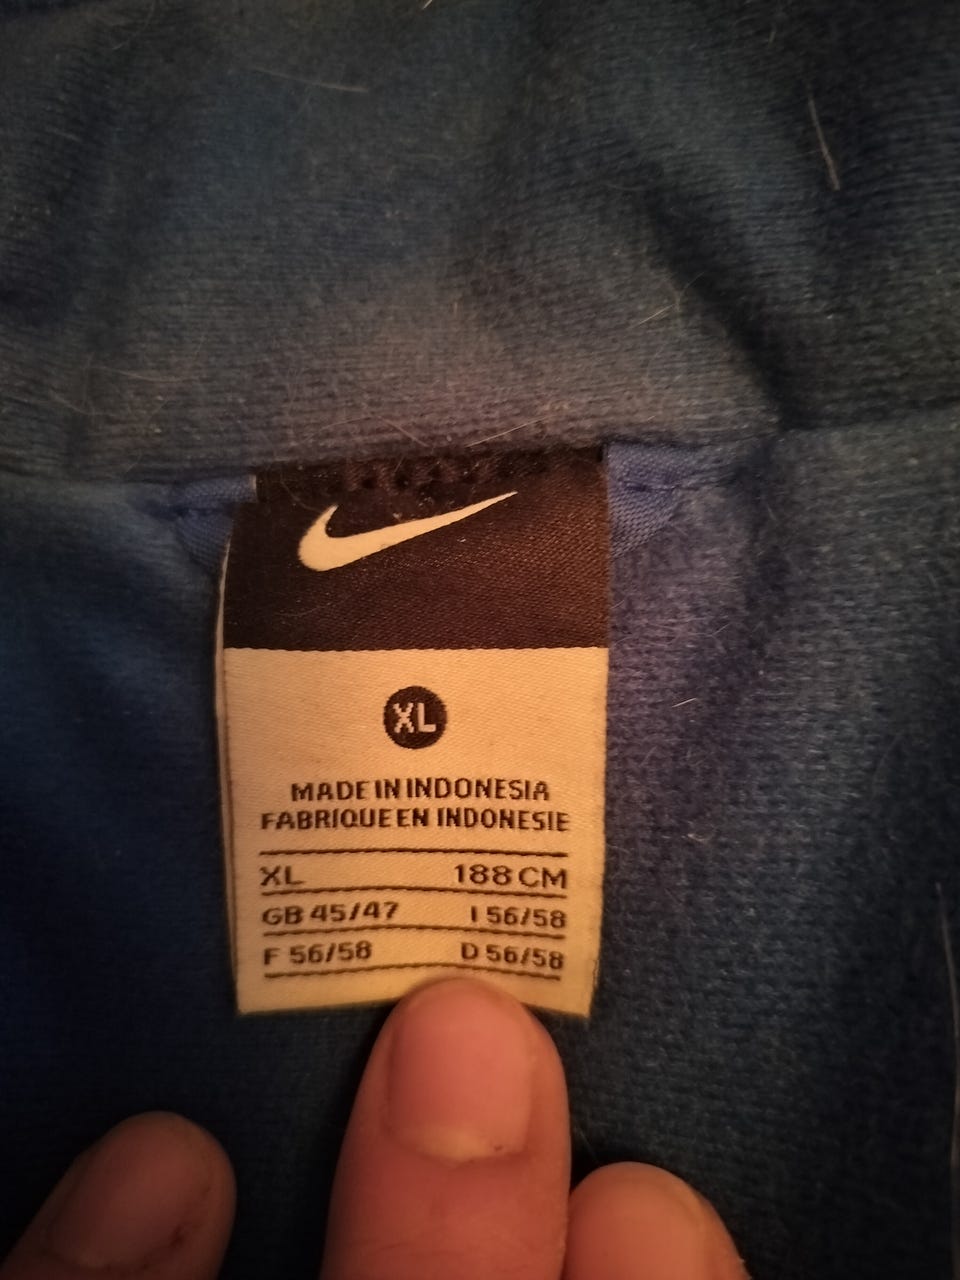 XL
MADE IN INDONESIA
FABRIQUE EN INDONESIE
XL 188 CM
GB 45/47 I 56/58
F 56/58 D 56/58